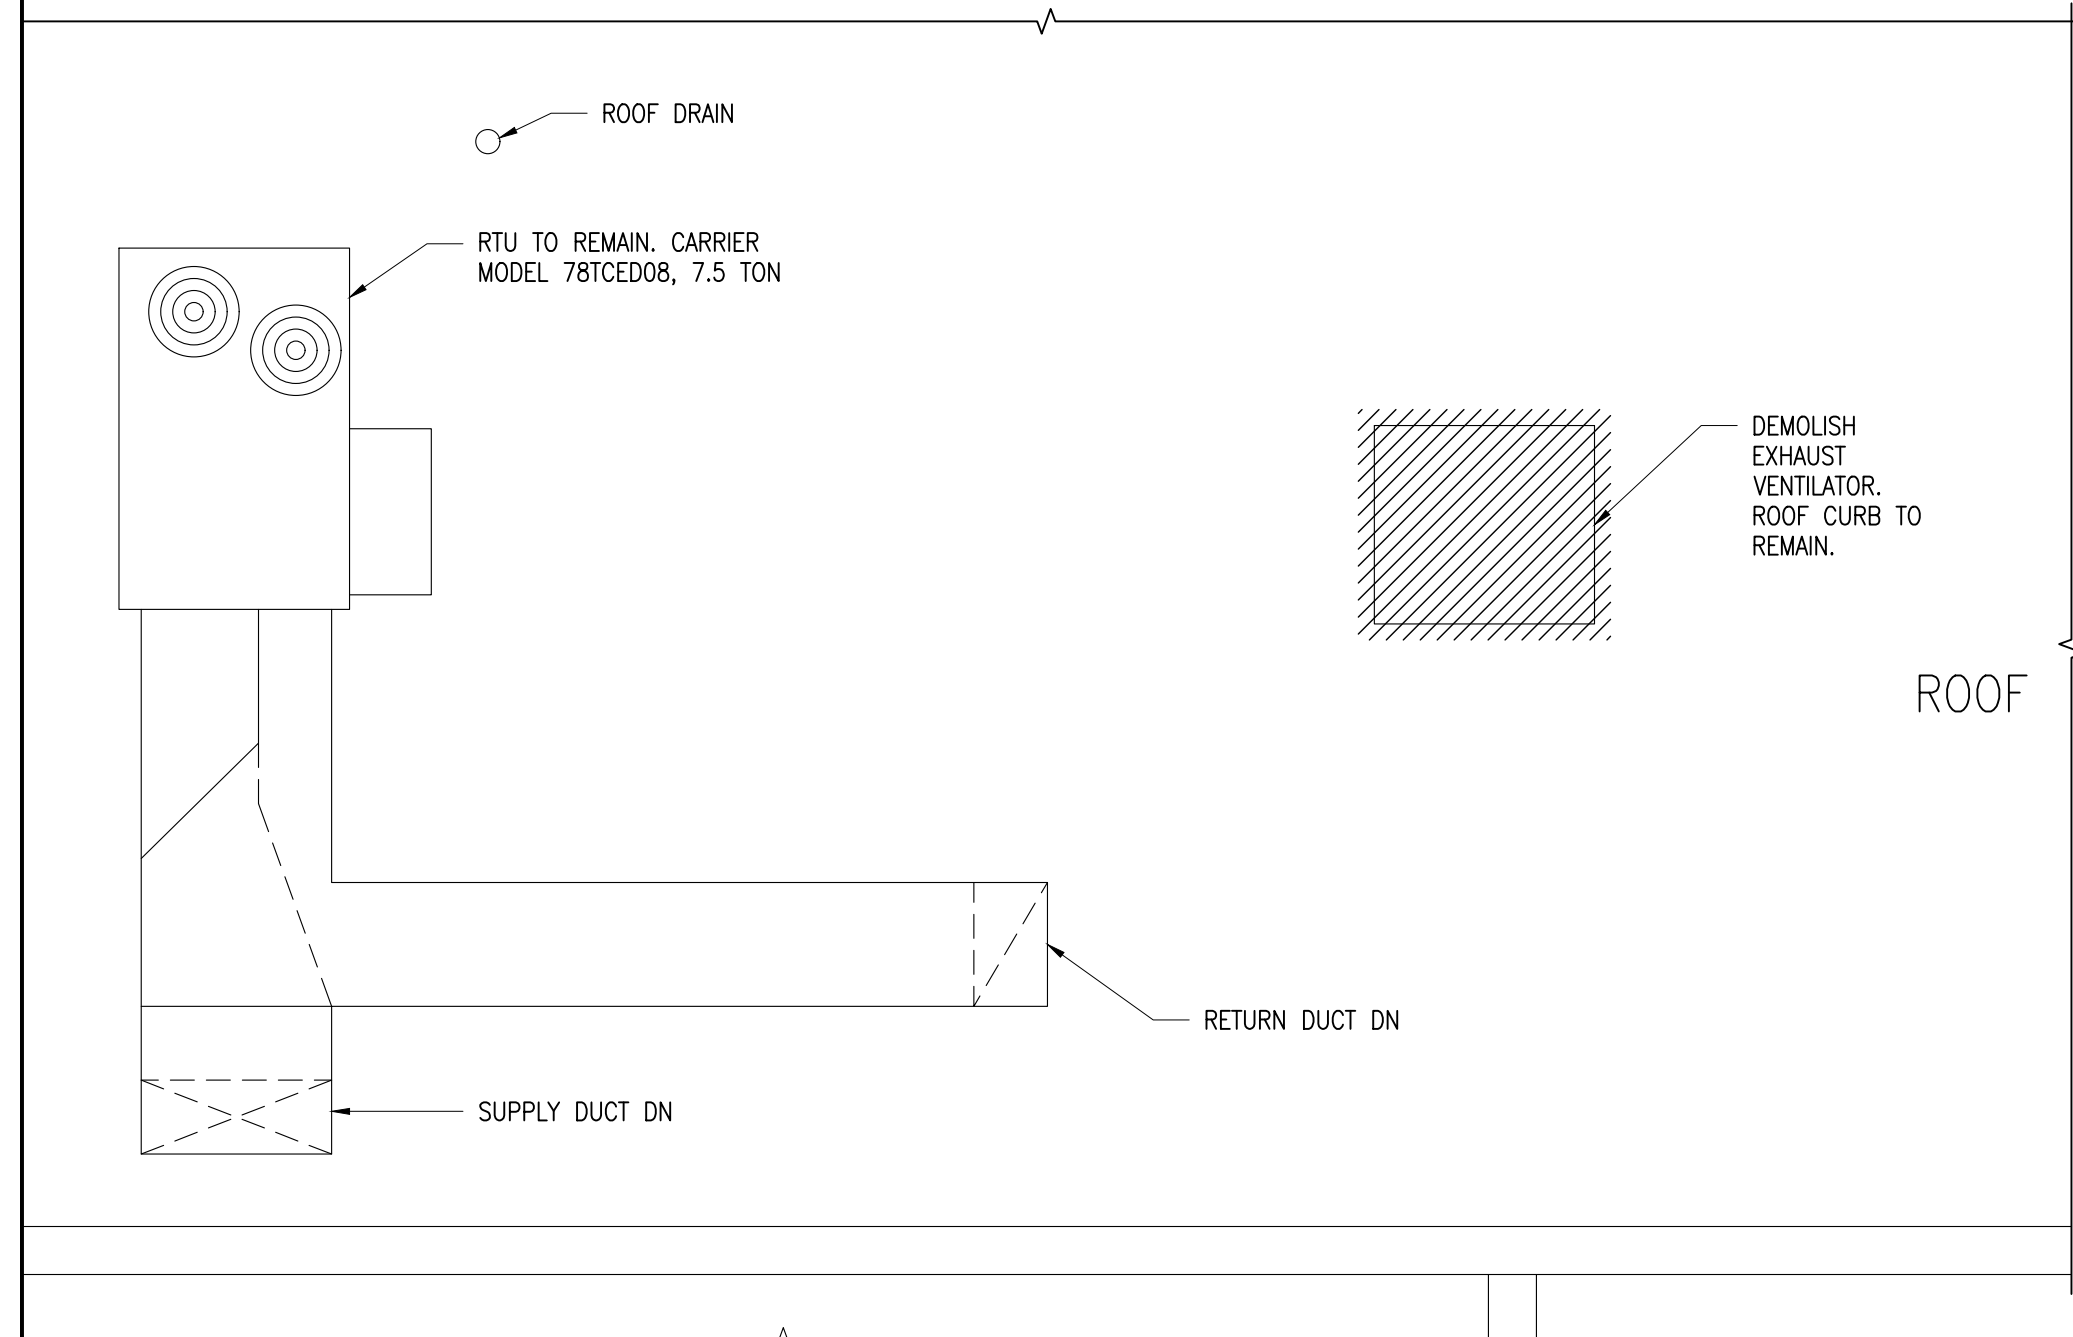 ROOF DRAIN
RTU TO REMAIN. CARRIER
MODEL 78TCED08, 7.5 TON
DEMOLISH
EXHAUST
VENTILATOR.
ROOF CURB TO
REMAIN.
ROOF
RETURN DUCT DN
SUPPLY DUCT DN